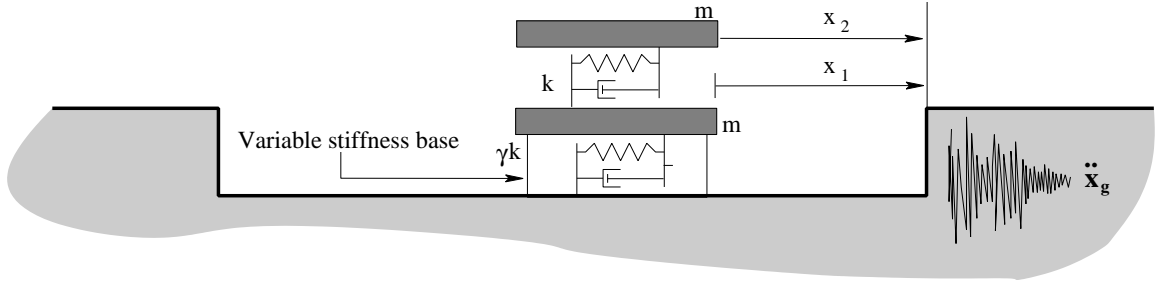 m
x 2
k
x 1
m
Variable stiffness base
γk
ẍg